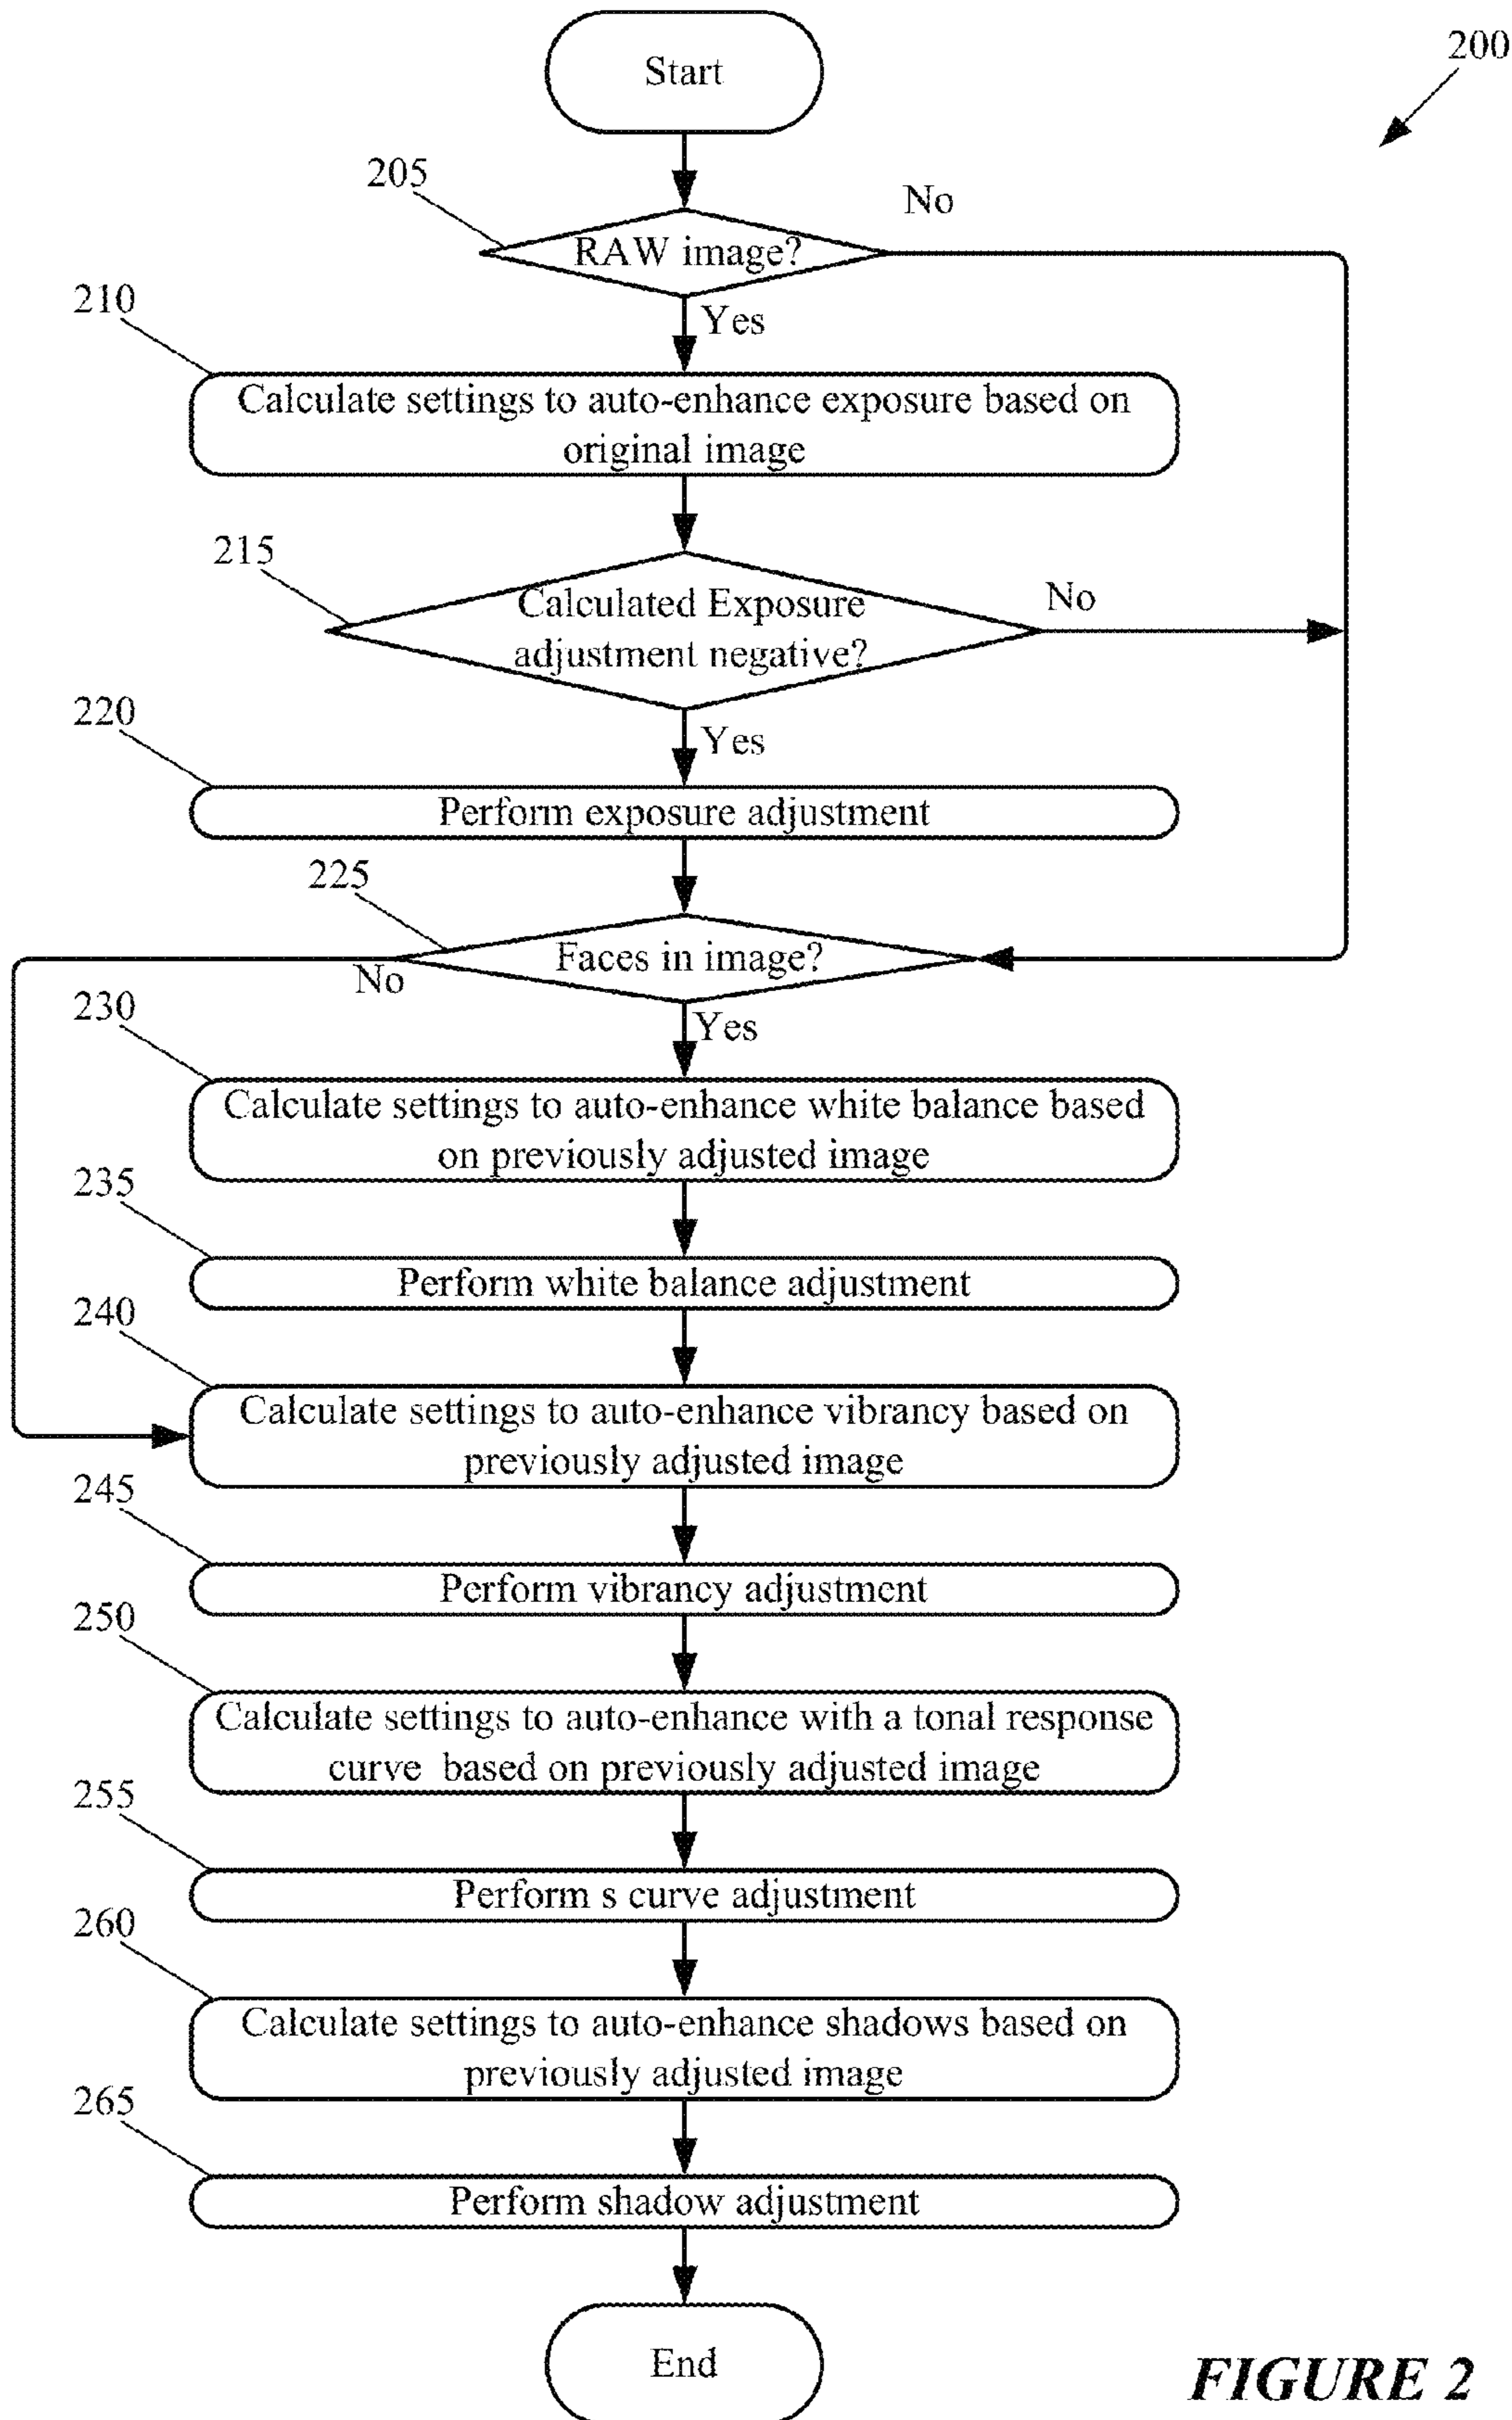 Start
200
205
RAW image?
No
Yes
210
Calculate settings to auto-enhance exposure based on
original image
215
Calculated Exposure
adjustment negative?
No
Yes
220
Perform exposure adjustment
225
Faces in image?
No
Yes
230
Calculate settings to auto-enhance white balance based
on previously adjusted image
235
Perform white balance adjustment
240
Calculate settings to auto-enhance vibrancy based on
previously adjusted image
245
Perform vibrancy adjustment
250
Calculate settings to auto-enhance with a tonal response
curve based on previously adjusted image
255
Perform s curve adjustment
260
Calculate settings to auto-enhance shadows based on
previously adjusted image
265
Perform shadow adjustment
End
FIGURE 2